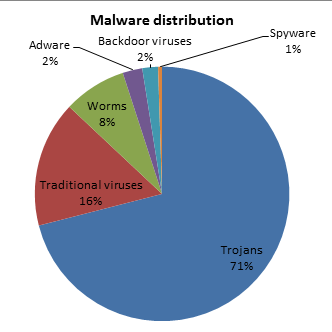 Malware distribution
Spyware
1%
Backdoor viruses
2%
Adware
2%
Worms
8%
Traditional viruses
16%
Trojans
71%